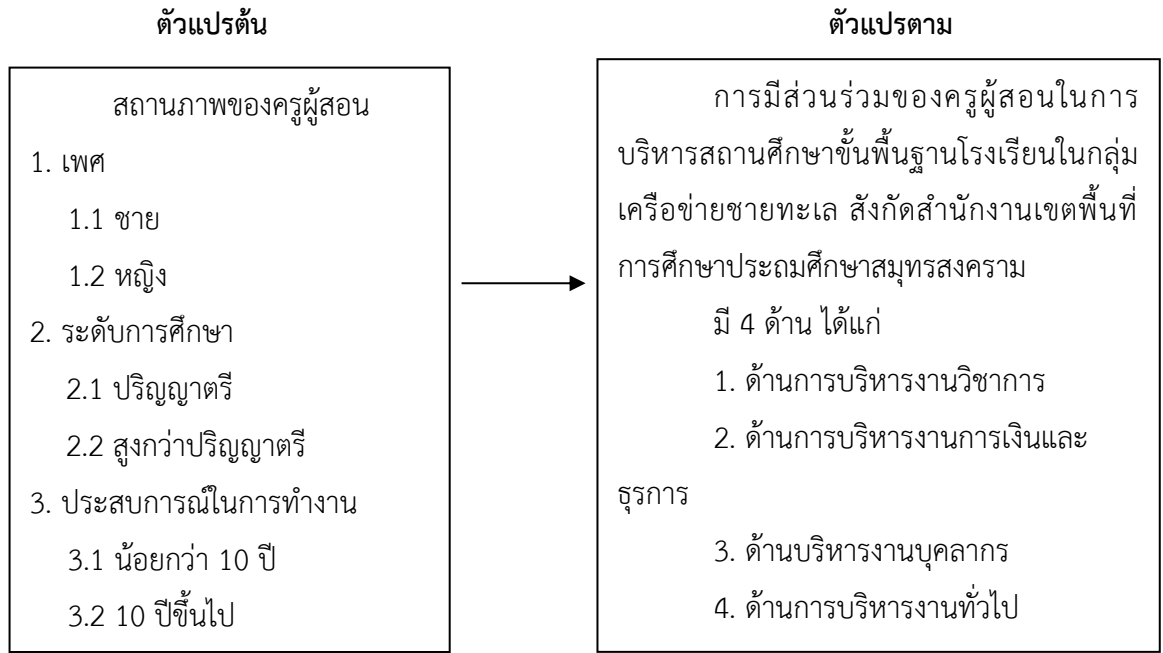 ตัวแปรต้น
สถานภาพของครูผู้สอน
1. เพศ
1.1 ชาย
1.2 หญิง
2. ระดับการศึกษา
2.1 ปริญญาตรี
2.2 สูงกว่าปริญญาตรี
3. ประสบการณ์ในการทำงาน
3.1 น้อยกว่า 10 ปี
3.2 10 ปีขึ้นไป
ตัวแปรตาม
การมีส่วนร่วมของครูผู้สอนในการ
บริหารสถานศึกษาขั้นพื้นฐานโรงเรียนในกลุ่ม
เครือข่ายชายทะเล สังกัดสำนักงานเขตพื้นที่
การศึกษาประถมศึกษาสมุทรสงคราม
มี 4 ด้าน ได้แก่
1. ด้านการบริหารงานวิชาการ
2. ด้านการบริหารงานการเงินและ
ธุรการ
3. ด้านบริหารงานบุคลากร
4. ด้านการบริหารงานทั่วไป